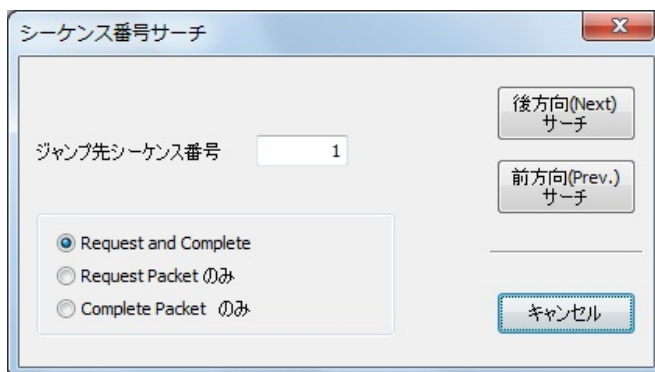 シーケンス番号サーチ
ジャンプ先シーケンス番号 1
後方向(Next)
サーチ
前方向(Prev.)
サーチ
Request and Complete
Request Packet のみ
Complete Packet のみ
キャンセル